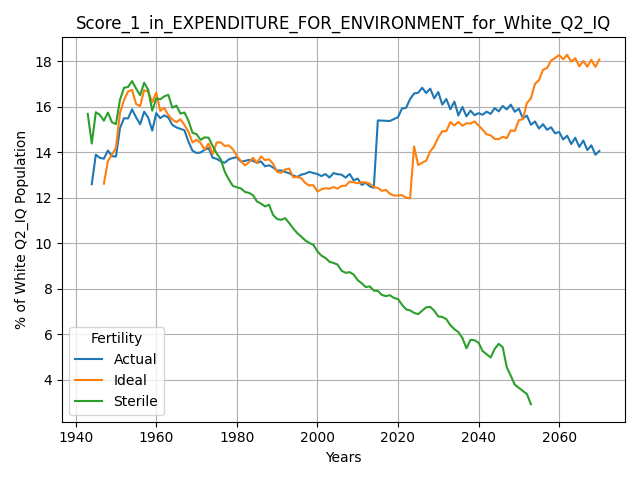 Score_1_in_EXPENDITURE_FOR_ENVIRONMENT_for_White_Q2_IQ
% of White Q2_IQ Population
18
16
14
12
10
8
6
4
Fertility
Actual
Ideal
Sterile
1940 1960 1980 2000 2020 2040 2060
Years